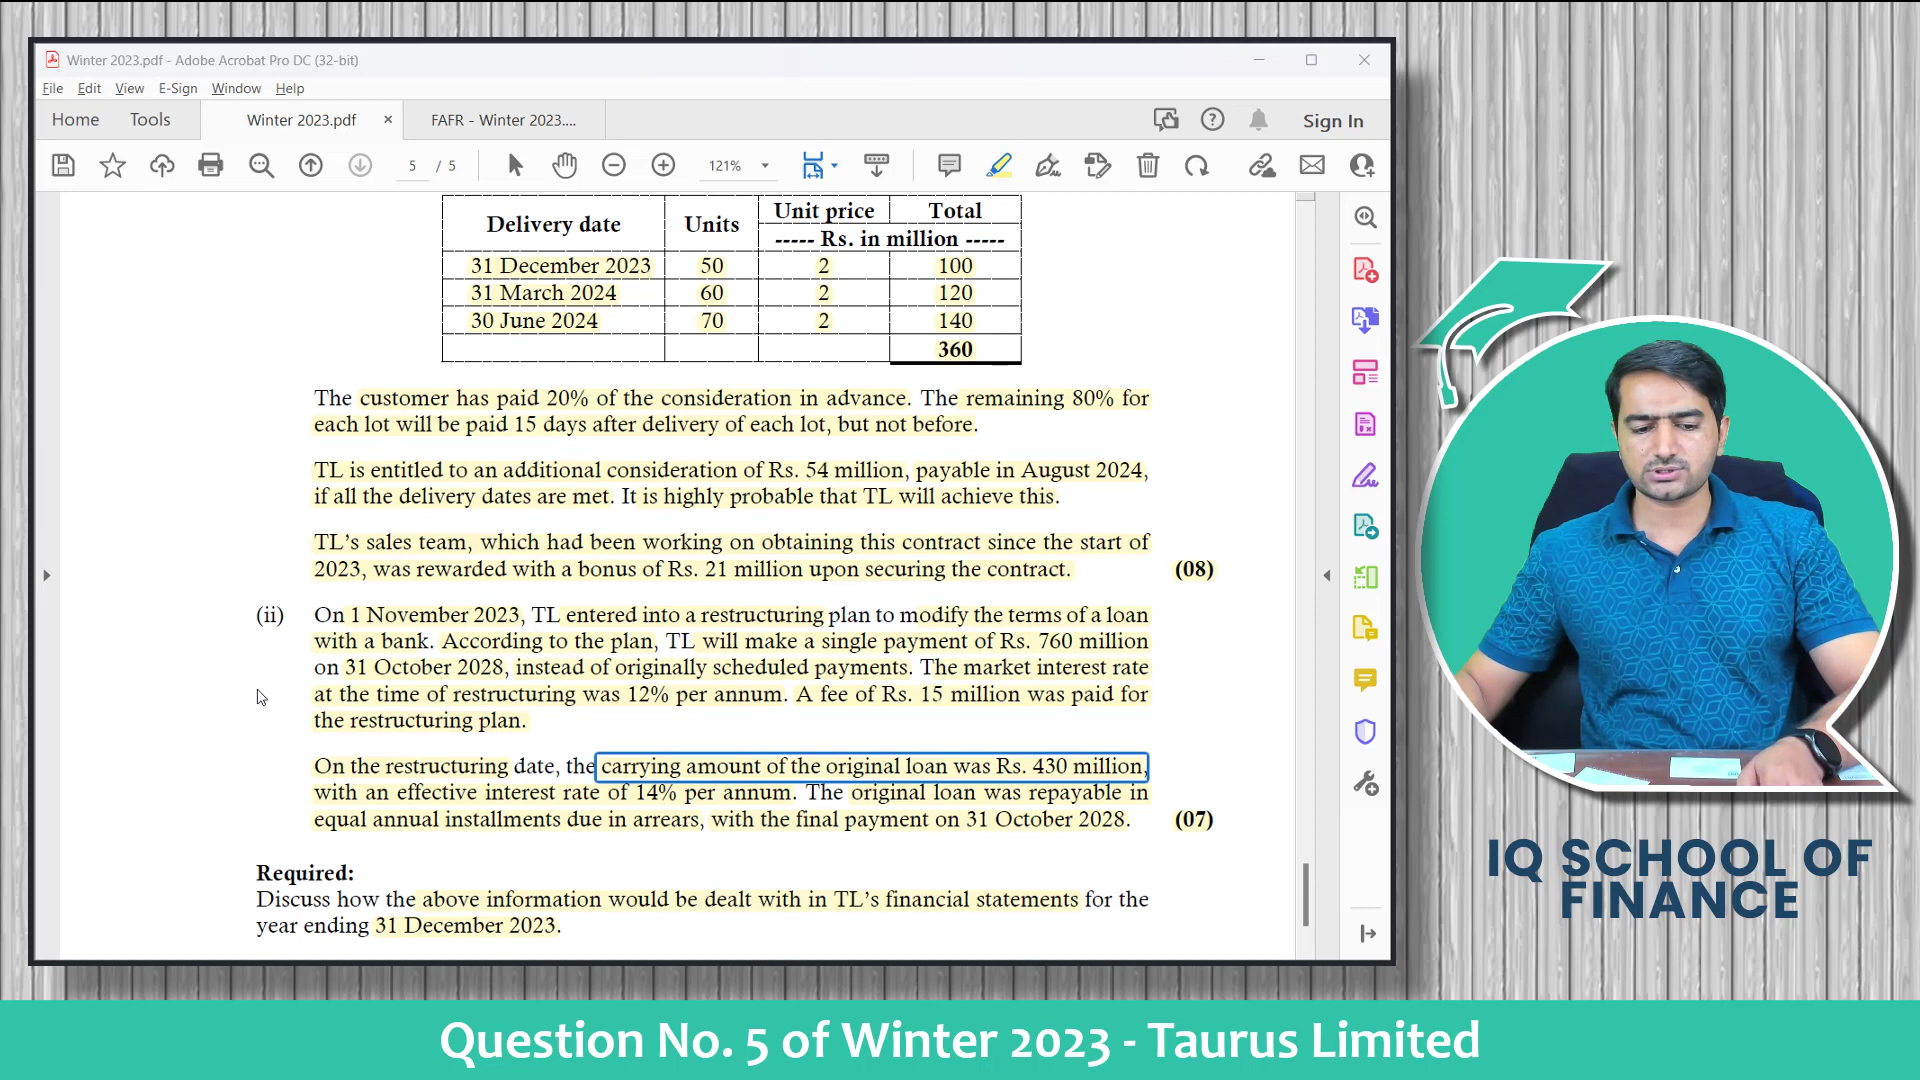 Winter 2023.pdf - Adobe Acrobat Pro DC (32-bit)
File Edit View E-Sign Window Help
Home Tools Winter 2023.pdf × FAFR - Winter 2023.... Sign In
5 / 5 121%
Delivery date Units Unit price Total
----- Rs. in million -----
31 December 2023 50 2 100
31 March 2024 60 2 120
30 June 2024 70 2 140
360
The customer has paid 20% of the consideration in advance. The remaining 80% for
each lot will be paid 15 days after delivery of each lot, but not before.
TL is entitled to an additional consideration of Rs. 54 million, payable in August 2024,
if all the delivery dates are met. It is highly probable that TL will achieve this.
TL's sales team, which had been working on obtaining this contract since the start of
2023, was rewarded with a bonus of Rs. 21 million upon securing the contract. (08)
(ii) On 1 November 2023, TL entered into a restructuring plan to modify the terms of a loan
with a bank. According to the plan, TL will make a single payment of Rs. 760 million
on 31 October 2028, instead of originally scheduled payments. The market interest rate
at the time of restructuring was 12% per annum. A fee of Rs. 15 million was paid for
the restructuring plan.
On the restructuring date, the carrying amount of the original loan was Rs. 430 million,
with an effective interest rate of 14% per annum. The original loan was repayable in
equal annual installments due in arrears, with the final payment on 31 October 2028. (07)
Required:
Discuss how the above information would be dealt with in TL's financial statements for the
year ending 31 December 2023.
IQ SCHOOL OF
FINANCE
Question No. 5 of Winter 2023 - Taurus Limited